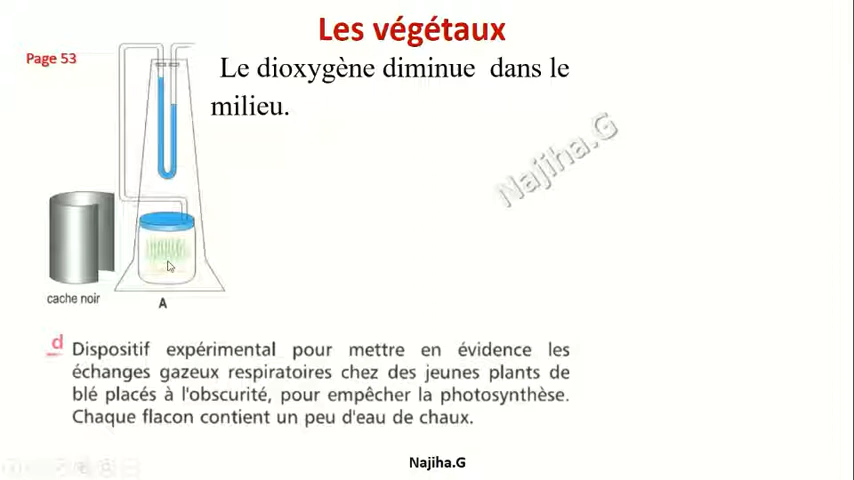 Les végétaux
Page 53
Le dioxygène diminue dans le
milieu.
Najiha.G
cache noir
A
d Dispositif expérimental pour mettre en évidence les
échanges gazeux respiratoires chez des jeunes plants de
blé placés à l'obscurité, pour empêcher la photosynthèse.
Chaque flacon contient un peu d'eau de chaux.
Najiha.G